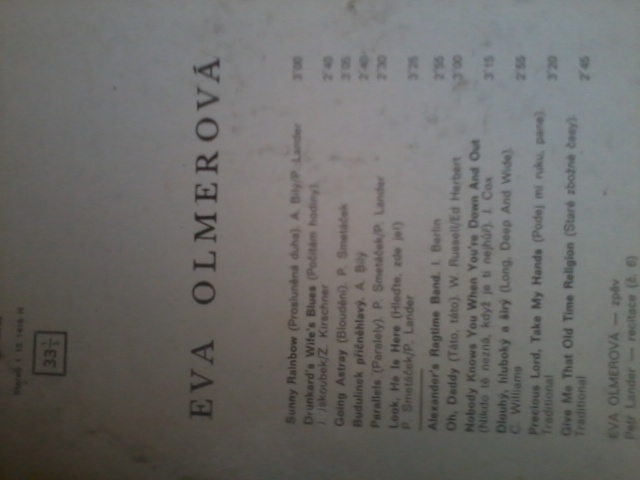 33⅓
EVA OLMEROVÁ
Sunny Rainbow (Prosluněná duha). A. Bílý/P. Lander 3'00
Drunkard's Wife's Blues (Počítám hodiny).
J. Jakoubek/Z. Kirschner 2'40
Going Astray (Bloudění). P. Smetáček 3'05
Budulínek příčněhlavý. A. Bílý 2'40
Parallels (Paralely). P. Smetáček/P. Lander 2'30
Look, He Is Here (Hleďte, zde je!)
P. Smetáček/P. Lander 3'25
Alexander's Ragtime Band. I. Berlin 2'55
Oh, Daddy (Táto, táto). W. Russell/Ed Herbert 3'00
Nobody Knows You When You're Down And Out
(Nikdo tě nezná, když je ti nejhůř). J. Cox 3'15
Dlouhý, hluboký a širý (Long, Deep And Wide).
C. Williams 2'55
Precious Lord, Take My Hands (Podej mi ruku, pane).
Traditional 3'20
Give Me That Old Time Religion (Staré zbožné časy).
Traditional 2'45
EVA OLMEROVÁ — zpěv
Petr Lander — recitace (č. 6)